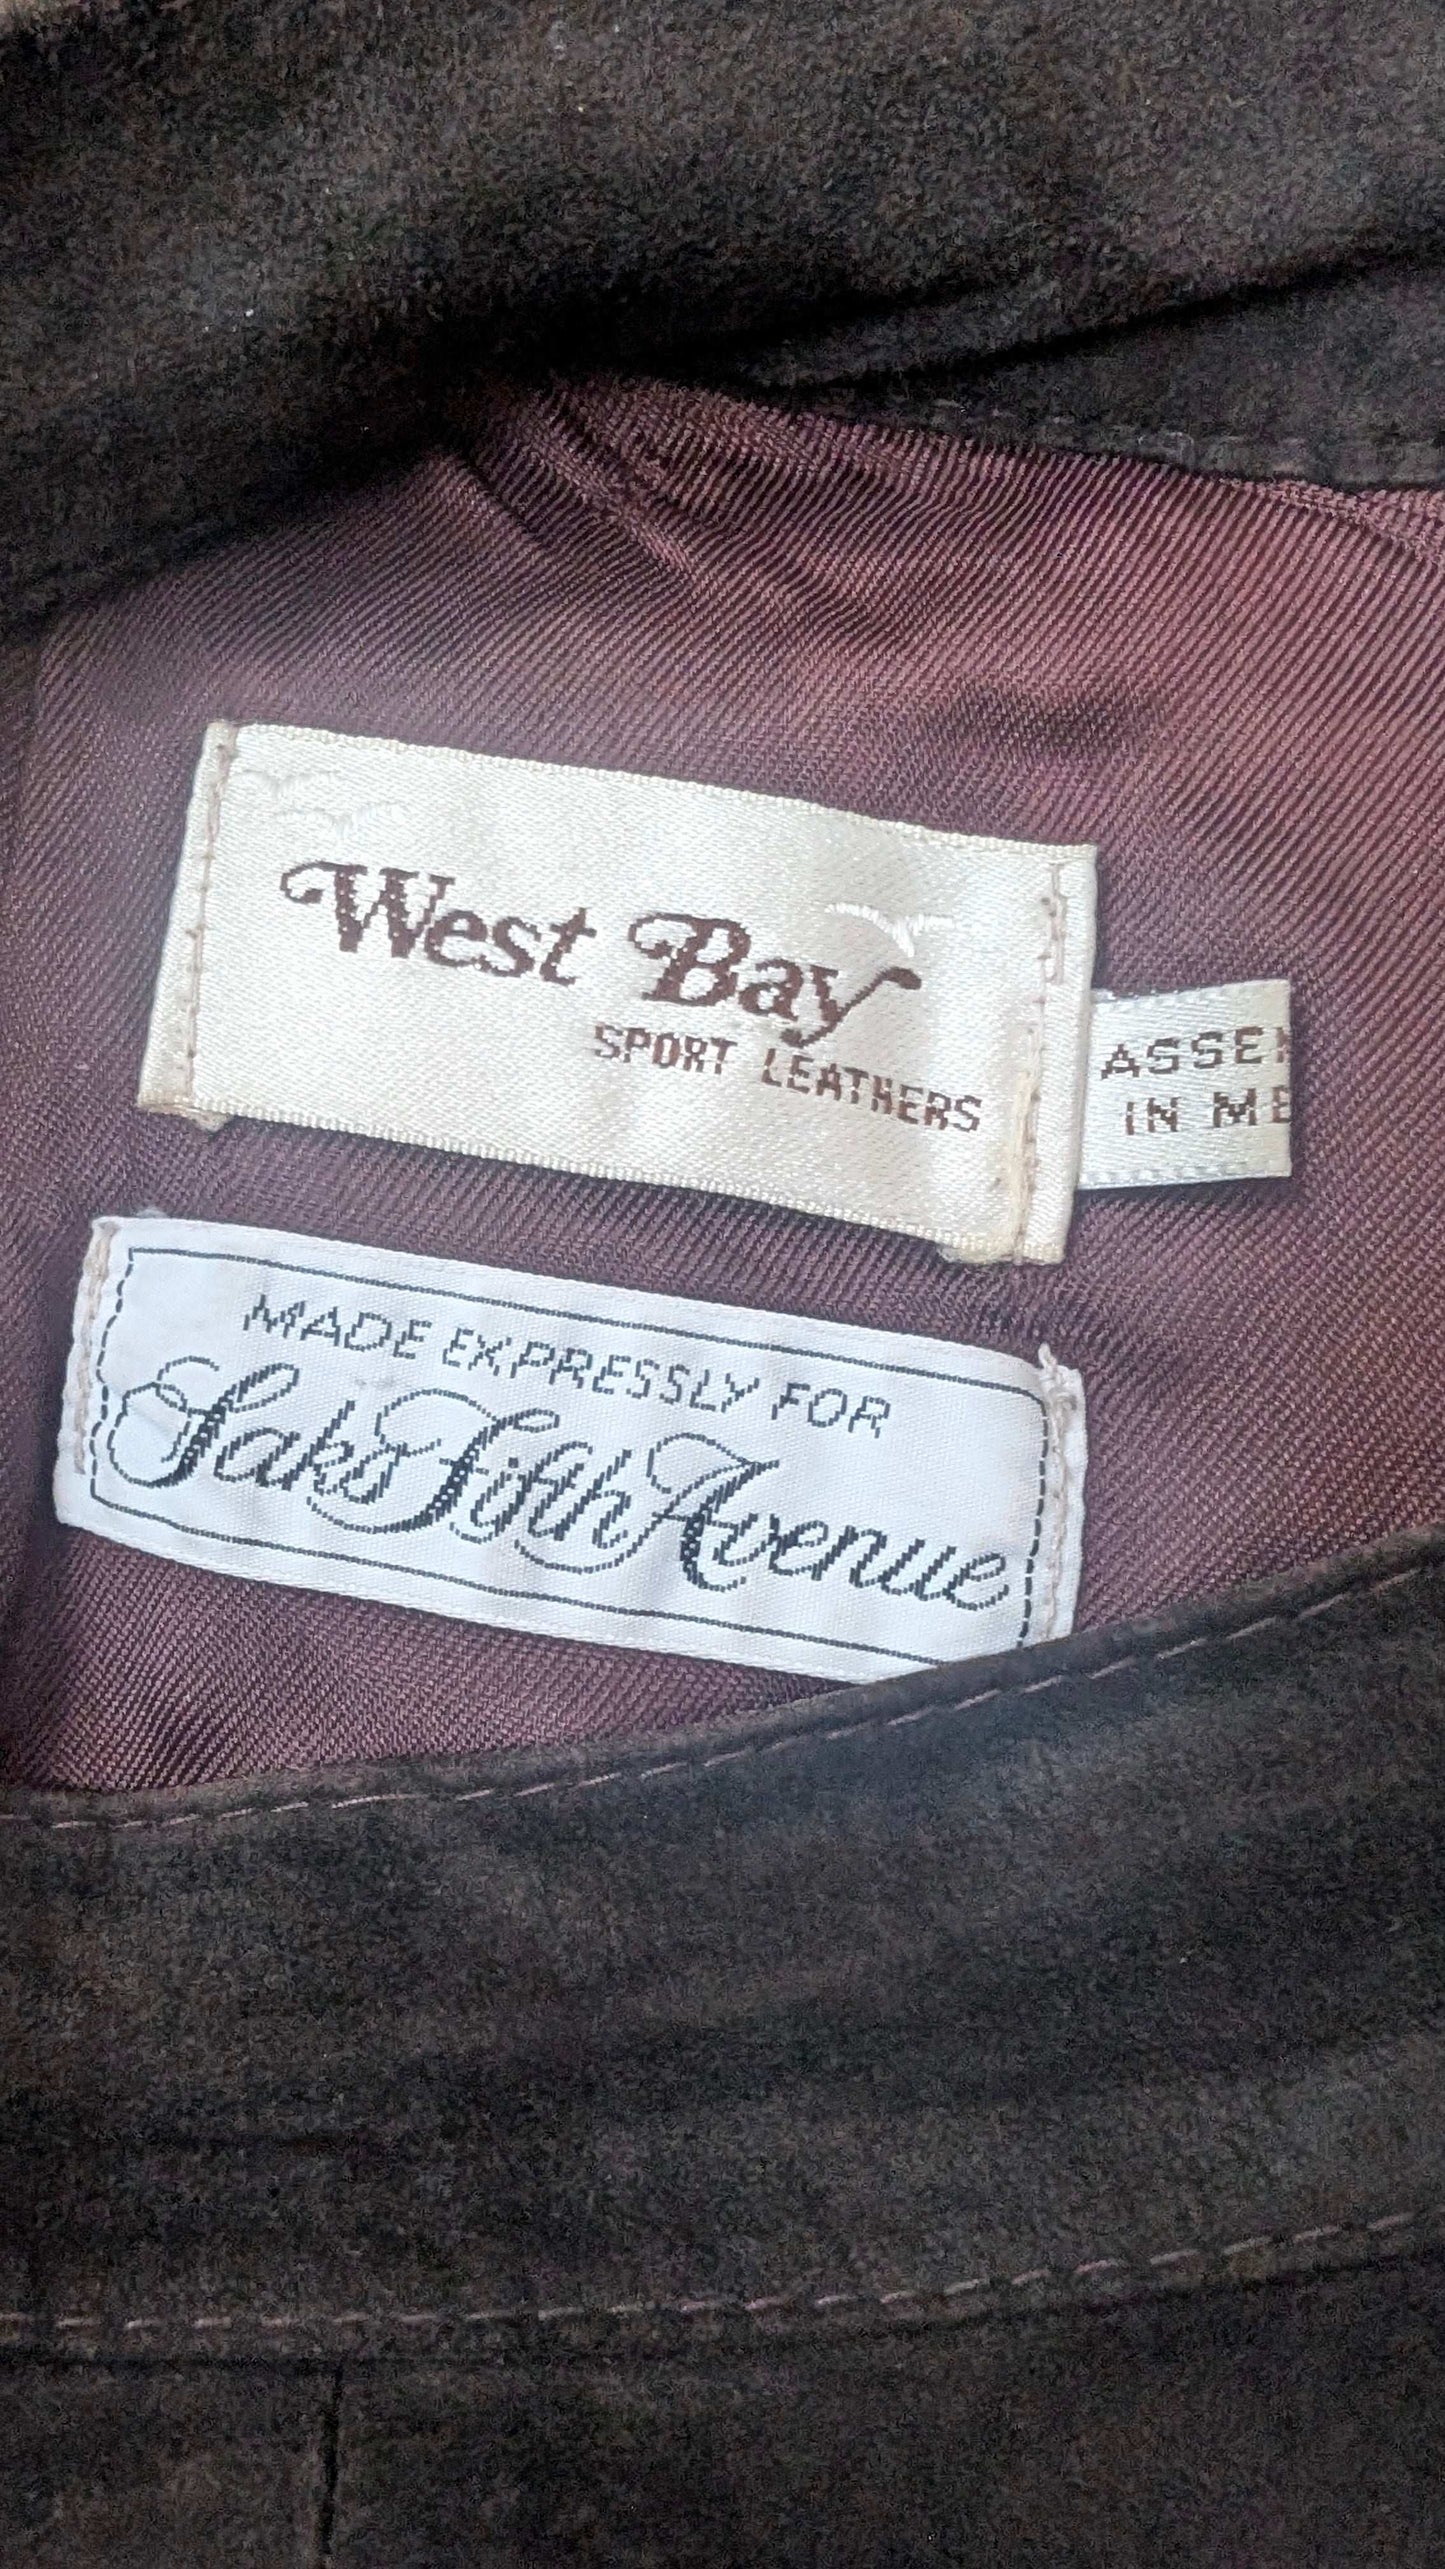 West Bay
SPORT LEATHERS
ASSEM
IN ME
MADE EXPRESSLY FOR
Saks Fifth Avenue